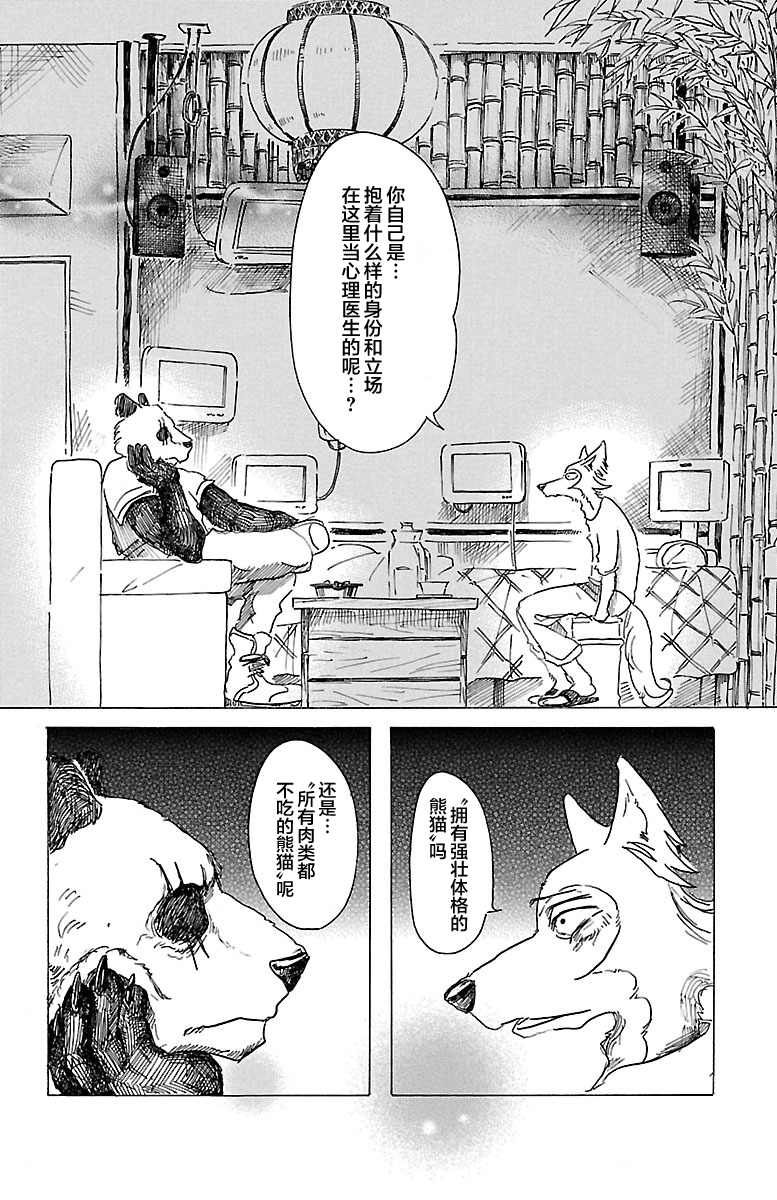 你自己是…
抱着什么样的身份和立场
在这里当心理医生的呢…?
〝拥有强壮体格的
熊猫〞吗
还是…
〝所有肉类都
不吃的熊猫〞呢